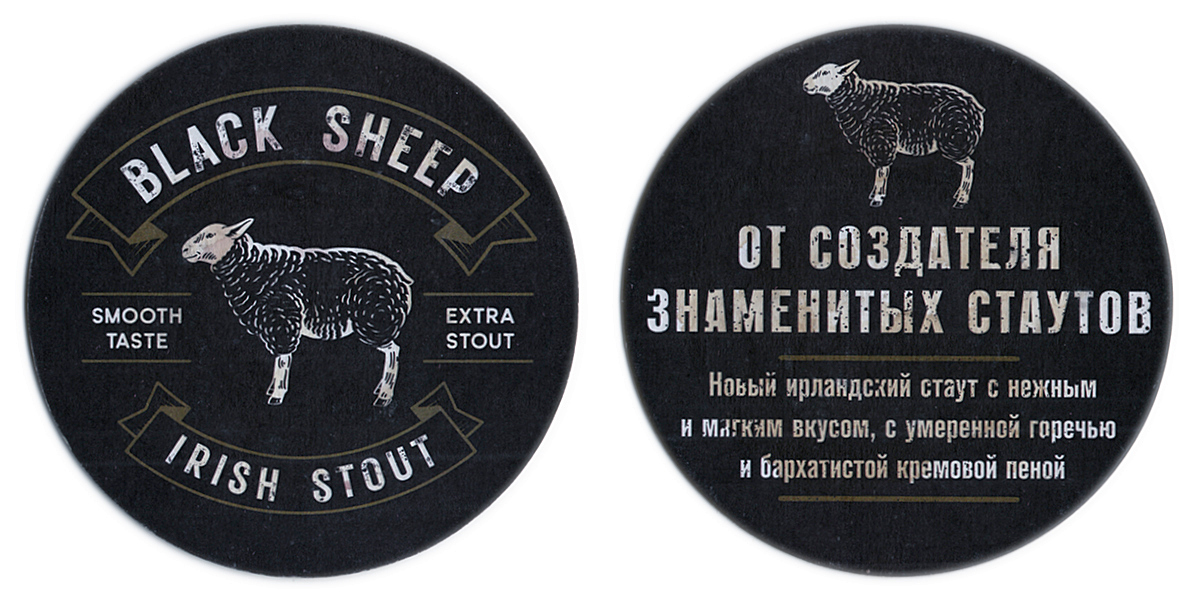 BLACK SHEEP
SMOOTH
TASTE
EXTRA
STOUT
IRISH STOUT
ОТ СОЗДАТЕЛЯ
ЗНАМЕНИТЫХ СТАУТОВ
Новый ирландский стаут с нежным
и мягким вкусом, с умеренной горечью
и бархатистой кремовой пеной